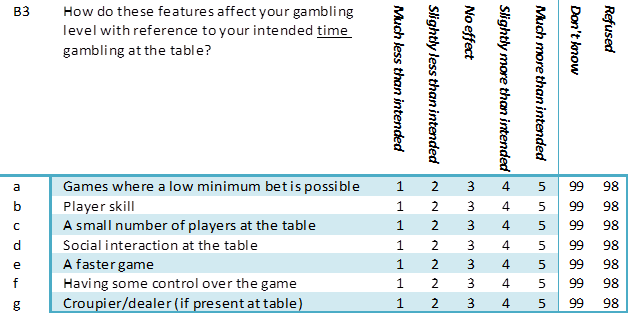 B3 How do these features affect your gambling
level with reference to your intended time
gambling at the table?
Much less than intended
Slightly less than intended
No effect
Slightly more than intended
Much more than intended
Don't know
Refused
a Games where a low minimum bet is possible 1 2 3 4 5 99 98
b Player skill 1 2 3 4 5 99 98
c A small number of players at the table 1 2 3 4 5 99 98
d Social interaction at the table 1 2 3 4 5 99 98
e A faster game 1 2 3 4 5 99 98
f Having some control over the game 1 2 3 4 5 99 98
g Croupier/dealer (if present at table) 1 2 3 4 5 99 98